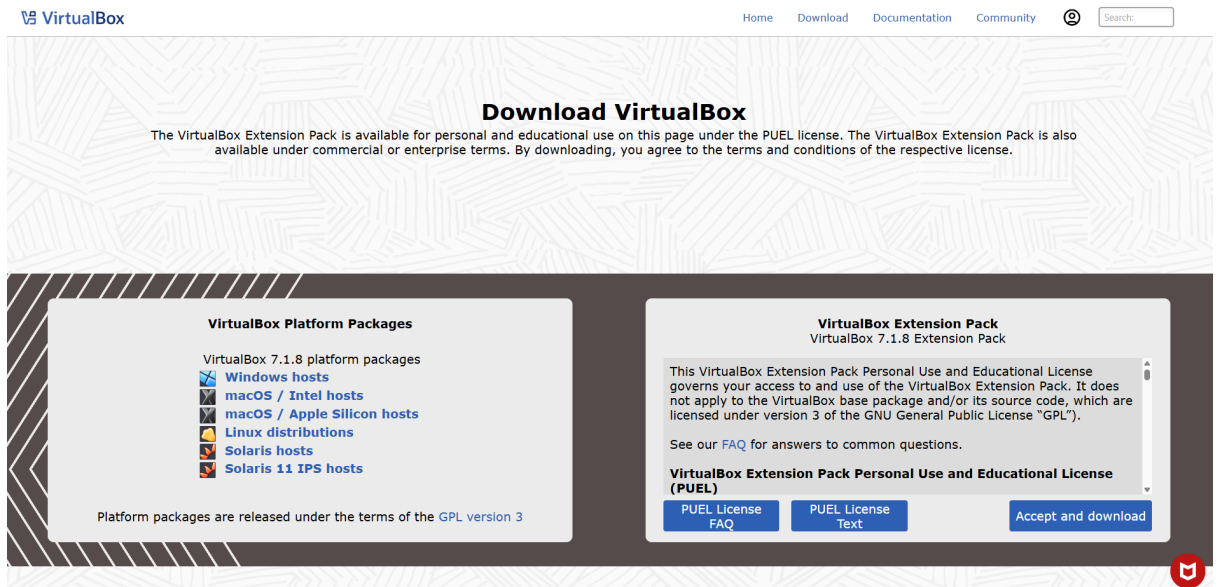 VirtualBox
Home
Download
Documentation
Community
Search:
Download VirtualBox
The VirtualBox Extension Pack is available for personal and educational use on this page under the PUEL license. The VirtualBox Extension Pack is also
available under commercial or enterprise terms. By downloading, you agree to the terms and conditions of the respective license.
VirtualBox Platform Packages
VirtualBox 7.1.8 platform packages
Windows hosts
macOS / Intel hosts
macOS / Apple Silicon hosts
Linux distributions
Solaris hosts
Solaris 11 IPS hosts
Platform packages are released under the terms of the GPL version 3
VirtualBox Extension Pack
VirtualBox 7.1.8 Extension Pack
This VirtualBox Extension Pack Personal Use and Educational License
governs your access to and use of the VirtualBox Extension Pack. It does
not apply to the VirtualBox base package and/or its source code, which are
licensed under version 3 of the GNU General Public License “GPL”).
See our FAQ for answers to common questions.
VirtualBox Extension Pack Personal Use and Educational License
(PUEL)
PUEL License
FAQ
PUEL License
Text
Accept and download